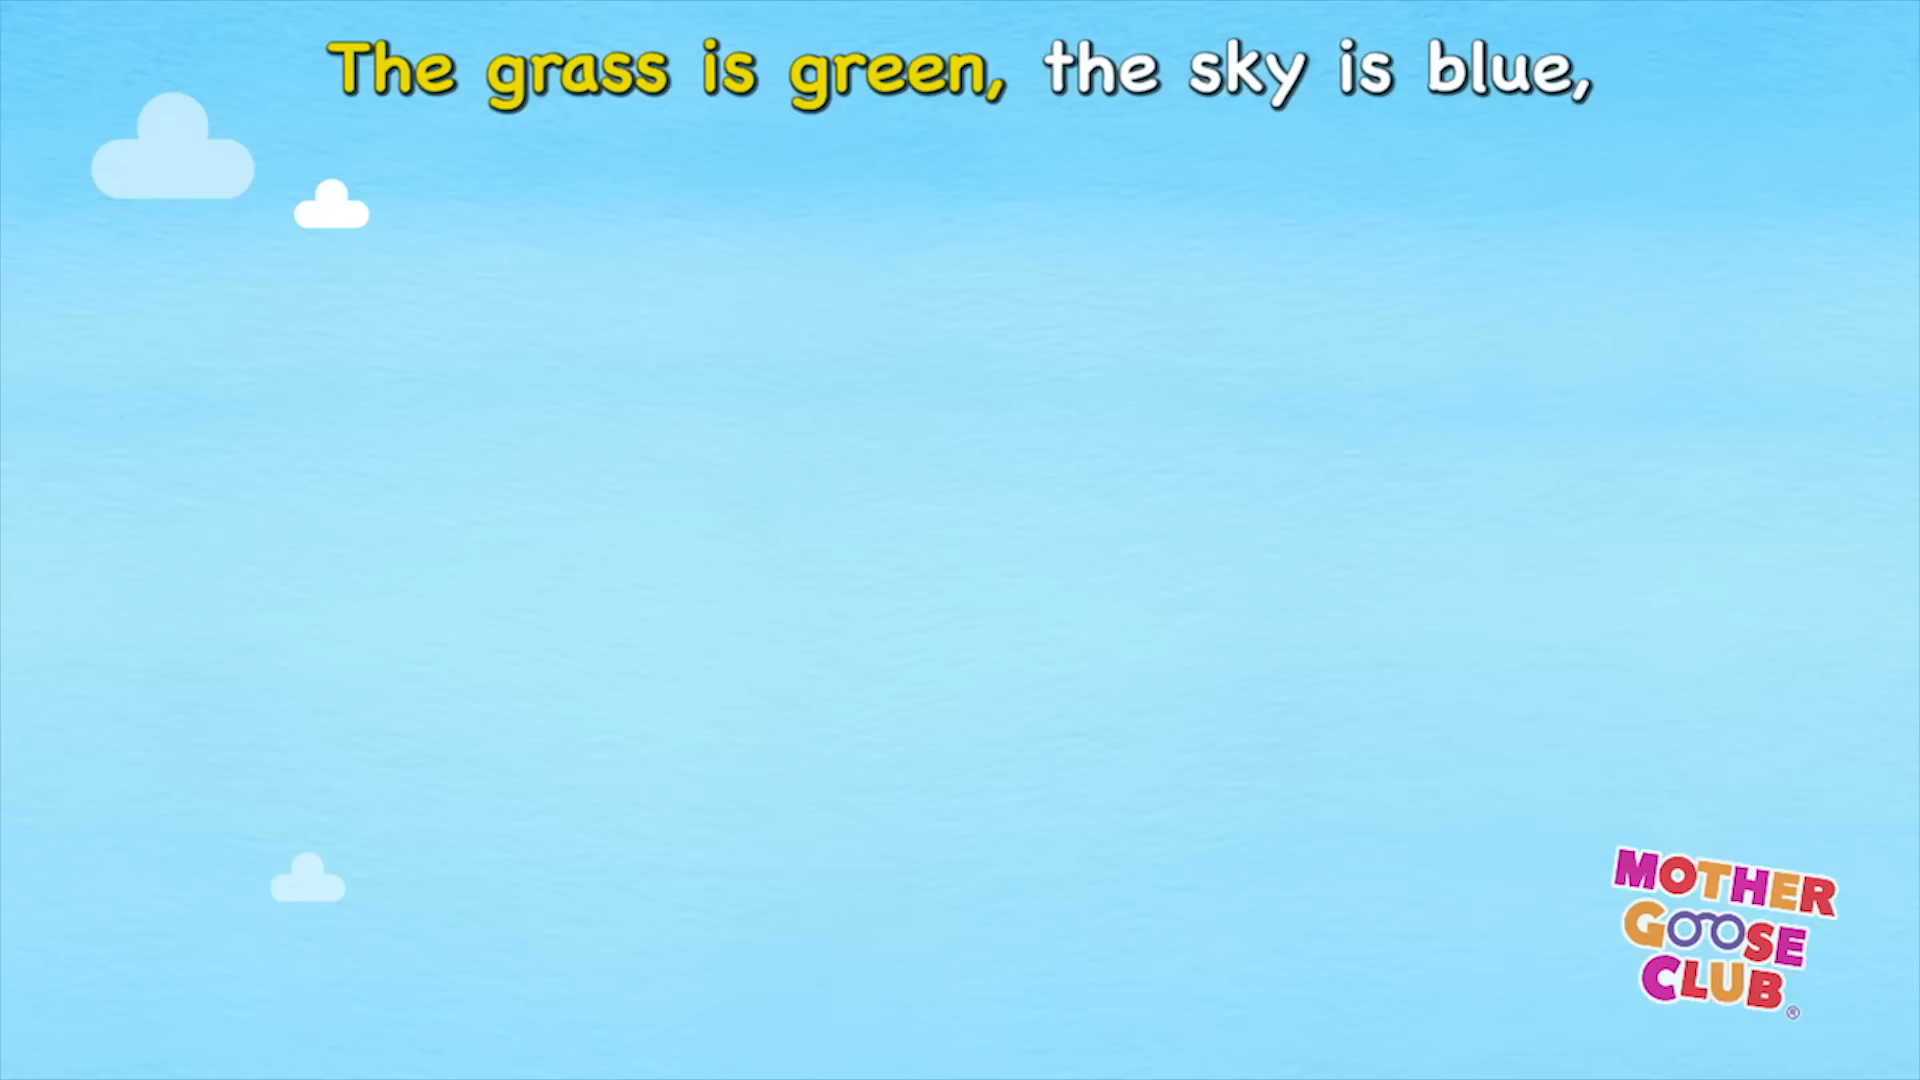 The grass is green, the sky is blue,
MOTHER
GOOSE
CLUB®